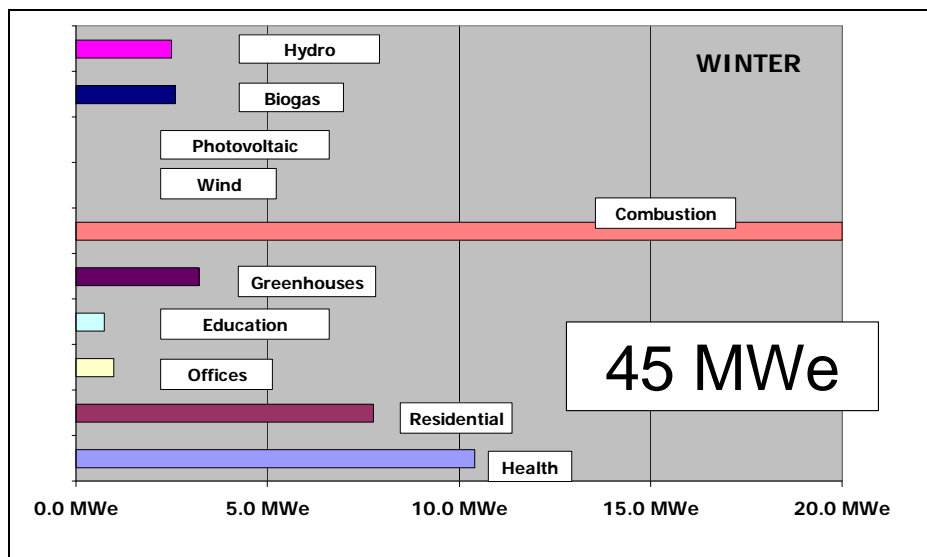 Hydro
WINTER
Biogas
Photovoltaic
Wind
Combustion
Greenhouses
Education
45 MWe
Offices
Residential
Health
0.0 MWe 5.0 MWe 10.0 MWe 15.0 MWe 20.0 MWe